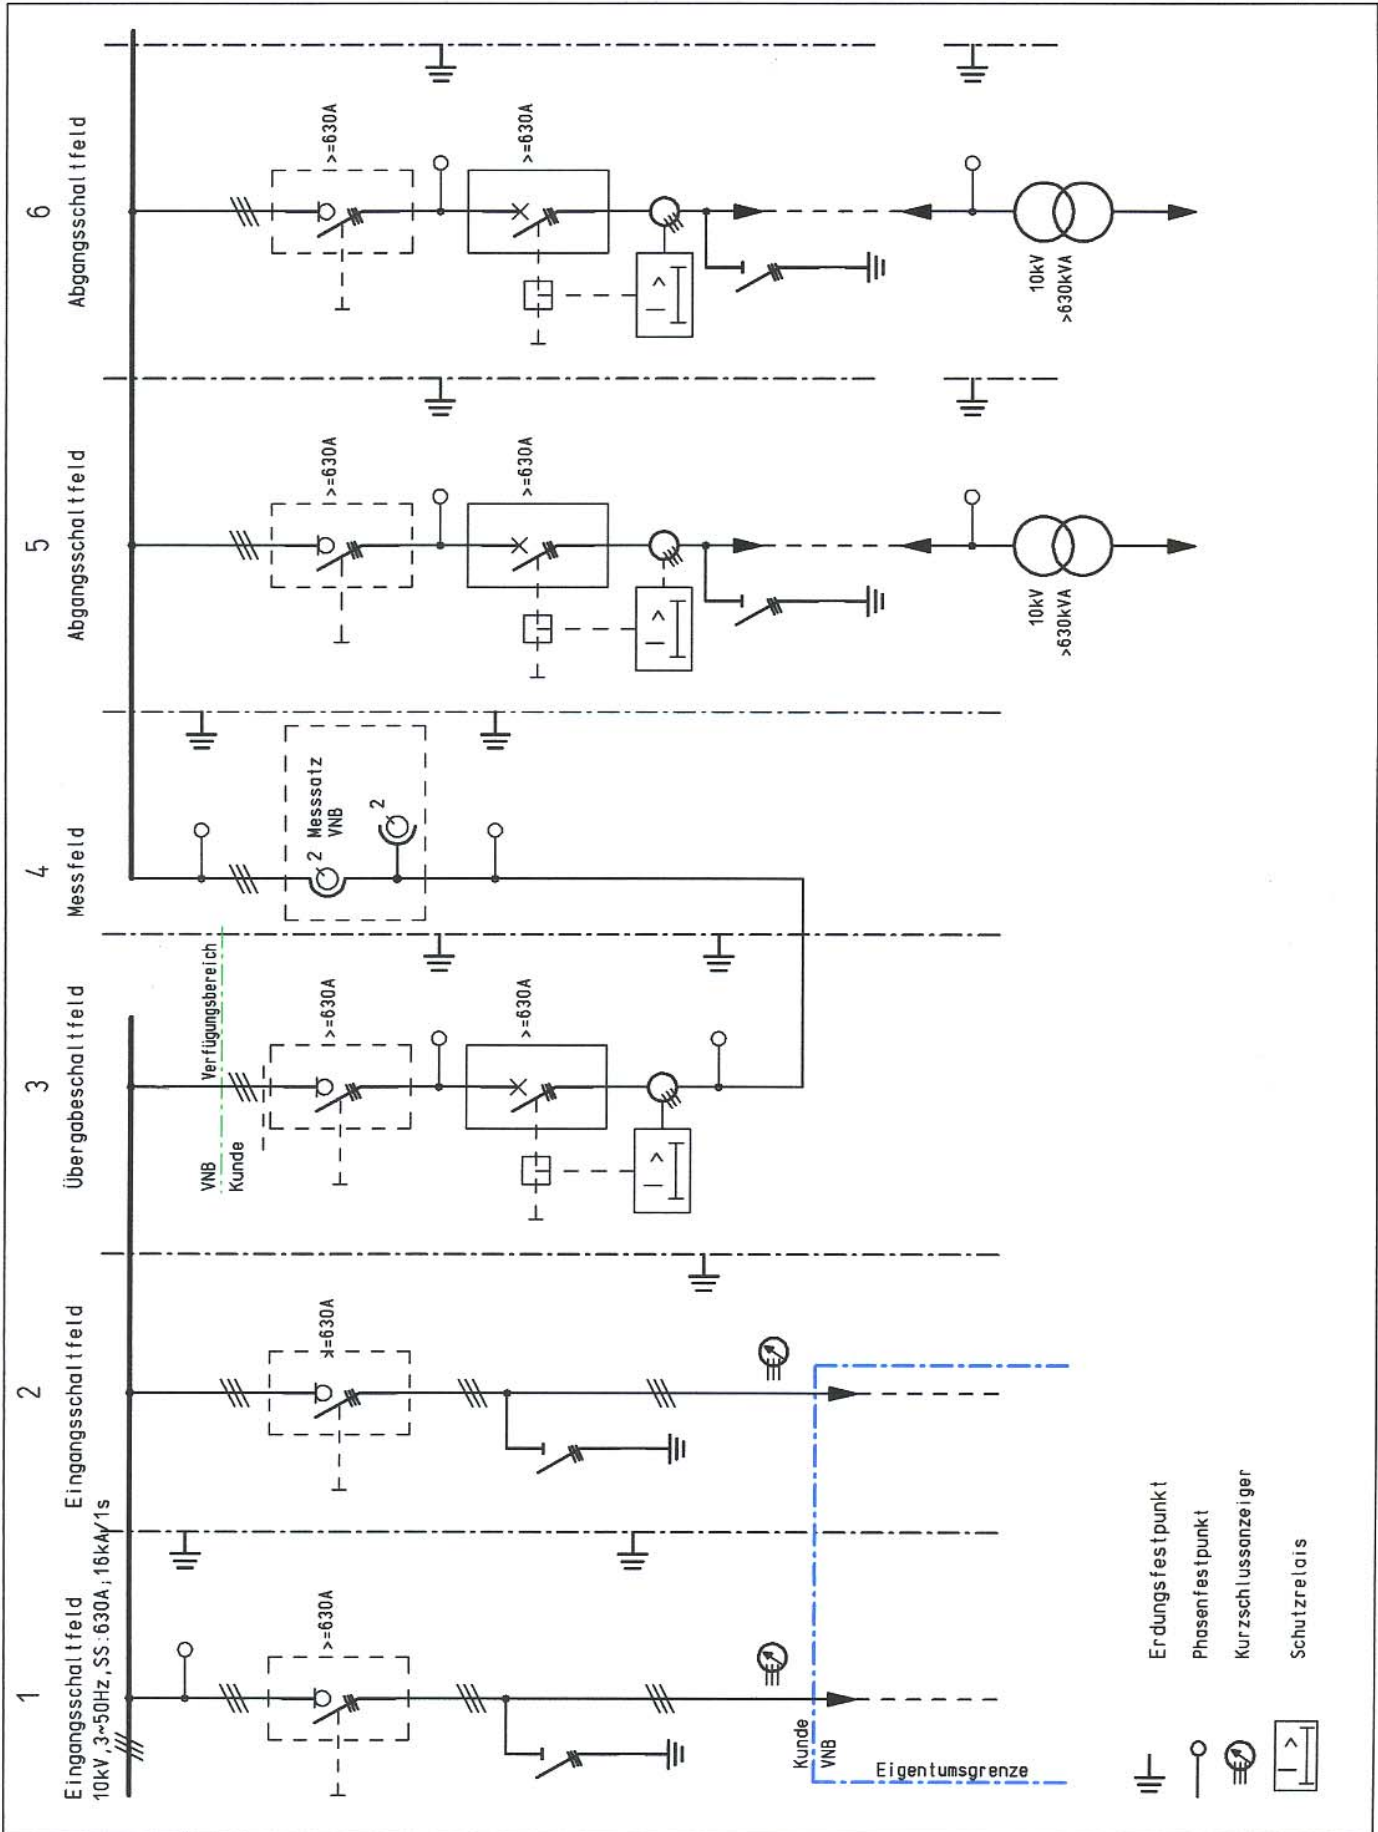 1
Eingangsschaltfeld
10kV,3~50Hz,SS:630A;16kA/1s
2
Eingangsschaltfeld
3
Übergabeschaltfeld
4
Messfeld
5
Abgangsschaltfeld
6
Abgangsschaltfeld
>=630A
>=630A
VNB
Verfügungsbereich
Kunde
>=630A
>=630A
2
Messsatz
VNB
2
>=630A
>=630A
I >
>=630A
>=630A
I >
I >
10kV
>630kVA
10kV
>630kVA
Kunde
VNB
Eigentumsgrenze
Erdungsfestpunkt
Phasenfestpunkt
Kurzschlussanzeiger
I >
Schutzrelais